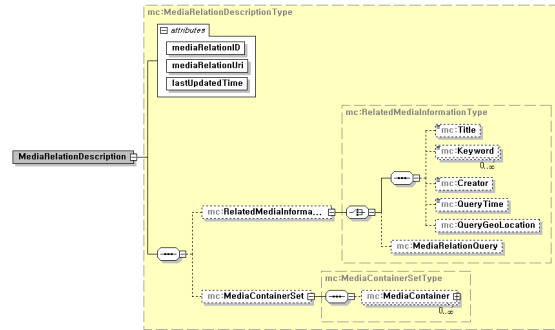 mc:MediaRelationDescriptionType
attributes
mediaRelationID
mediaRelationUri
lastUpdatedTime
mc:RelatedMediaInformationType
mc:Title
mc:Keyword
0..∞
MediaRelationDescription
mc:Creator
mc:QueryTime
mc:RelatedMediaInforma...
mc:QueryGeoLocation
mc:MediaRelationQuery
mc:MediaContainerSetType
mc:MediaContainerSet
mc:MediaContainer
0..∞